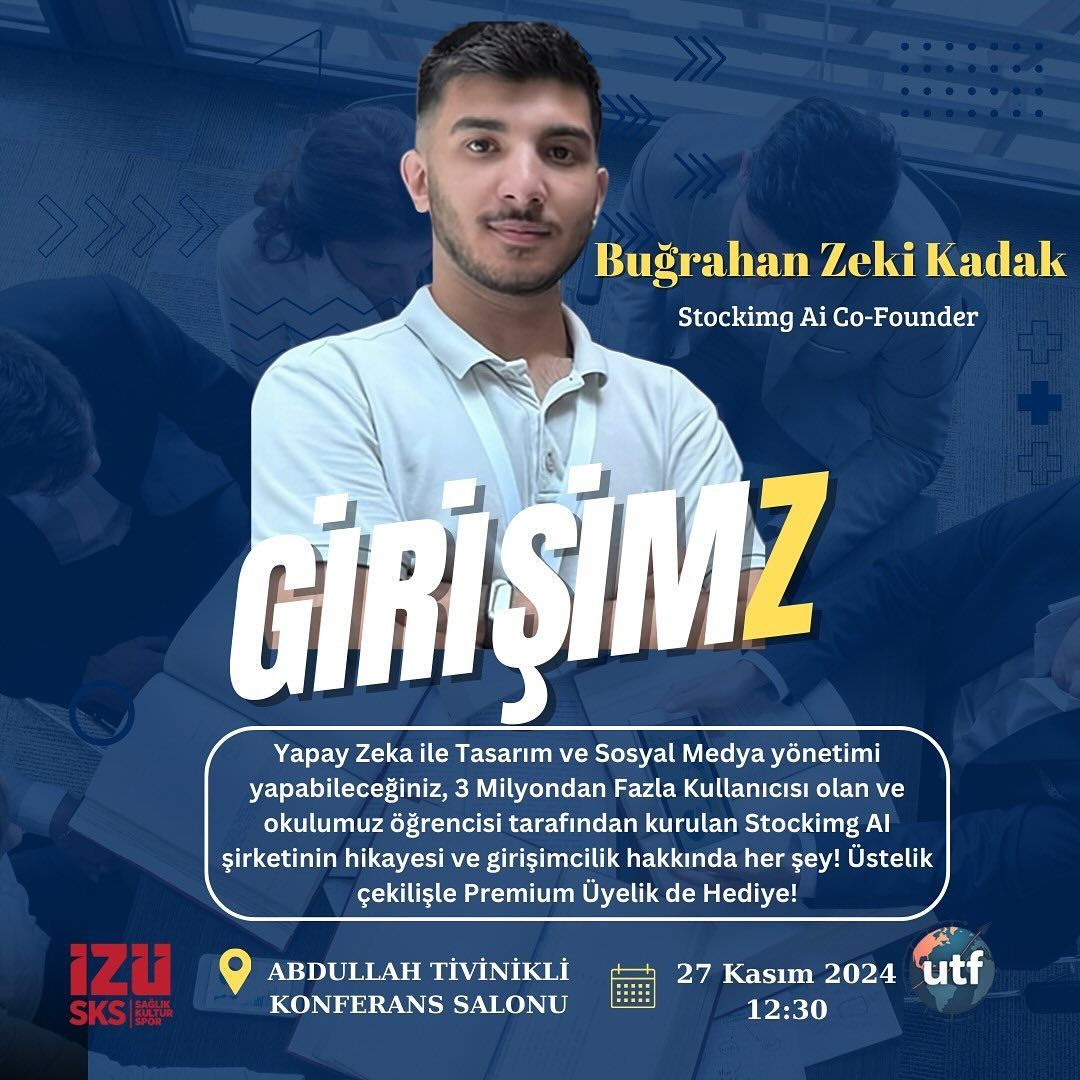 Buğrahan Zeki Kadak
Stockimg Ai Co-Founder
GİRİŞİMZ
Yapay Zeka ile Tasarım ve Sosyal Medya yönetimi
yapabileceğiniz, 3 Milyondan Fazla Kullanıcısı olan ve
okulumuz öğrencisi tarafından kurulan Stockimg AI
şirketinin hikayesi ve girişimcilik hakkında her şey! Üstelik
çekilişle Premium Üyelik de Hediye!
İZÜ
SKS
SAĞLIK
KÜLTÜR
SPOR
ABDULLAH TİVİNİKLİ
KONFERANS SALONU
27 Kasım 2024
12:30
utf